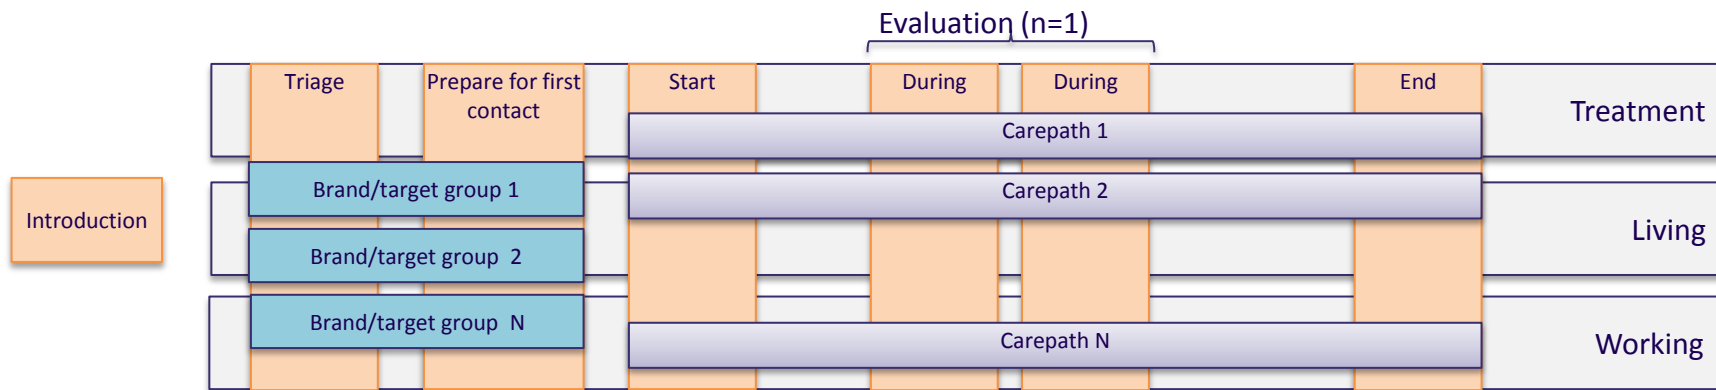 Evaluation (n=1)
Triage
Prepare for first
contact
Start
During
During
End
Treatment
Carepath 1
Brand/target group 1
Carepath 2
Introduction
Living
Brand/target group 2
Brand/target group N
Carepath N
Working